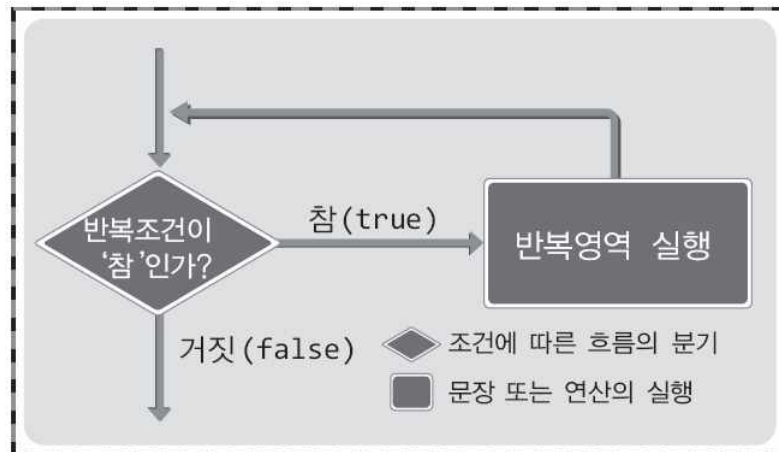 반복조건이
'참'인가?
참(true)
반복영역 실행
거짓(false)
조건에 따른 흐름의 분기
문장 또는 연산의 실행